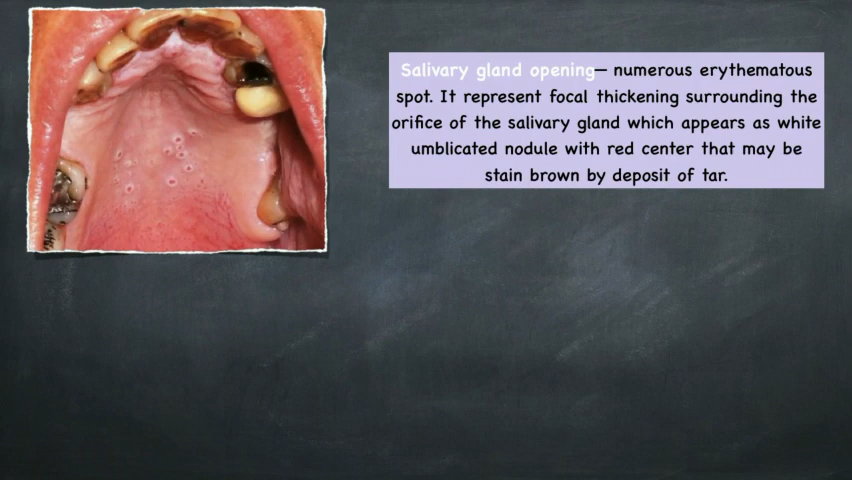 Salivary gland opening— numerous erythematous
spot. It represent focal thickening surrounding the
orifice of the salivary gland which appears as white
umblicated nodule with red center that may be
stain brown by deposit of tar.